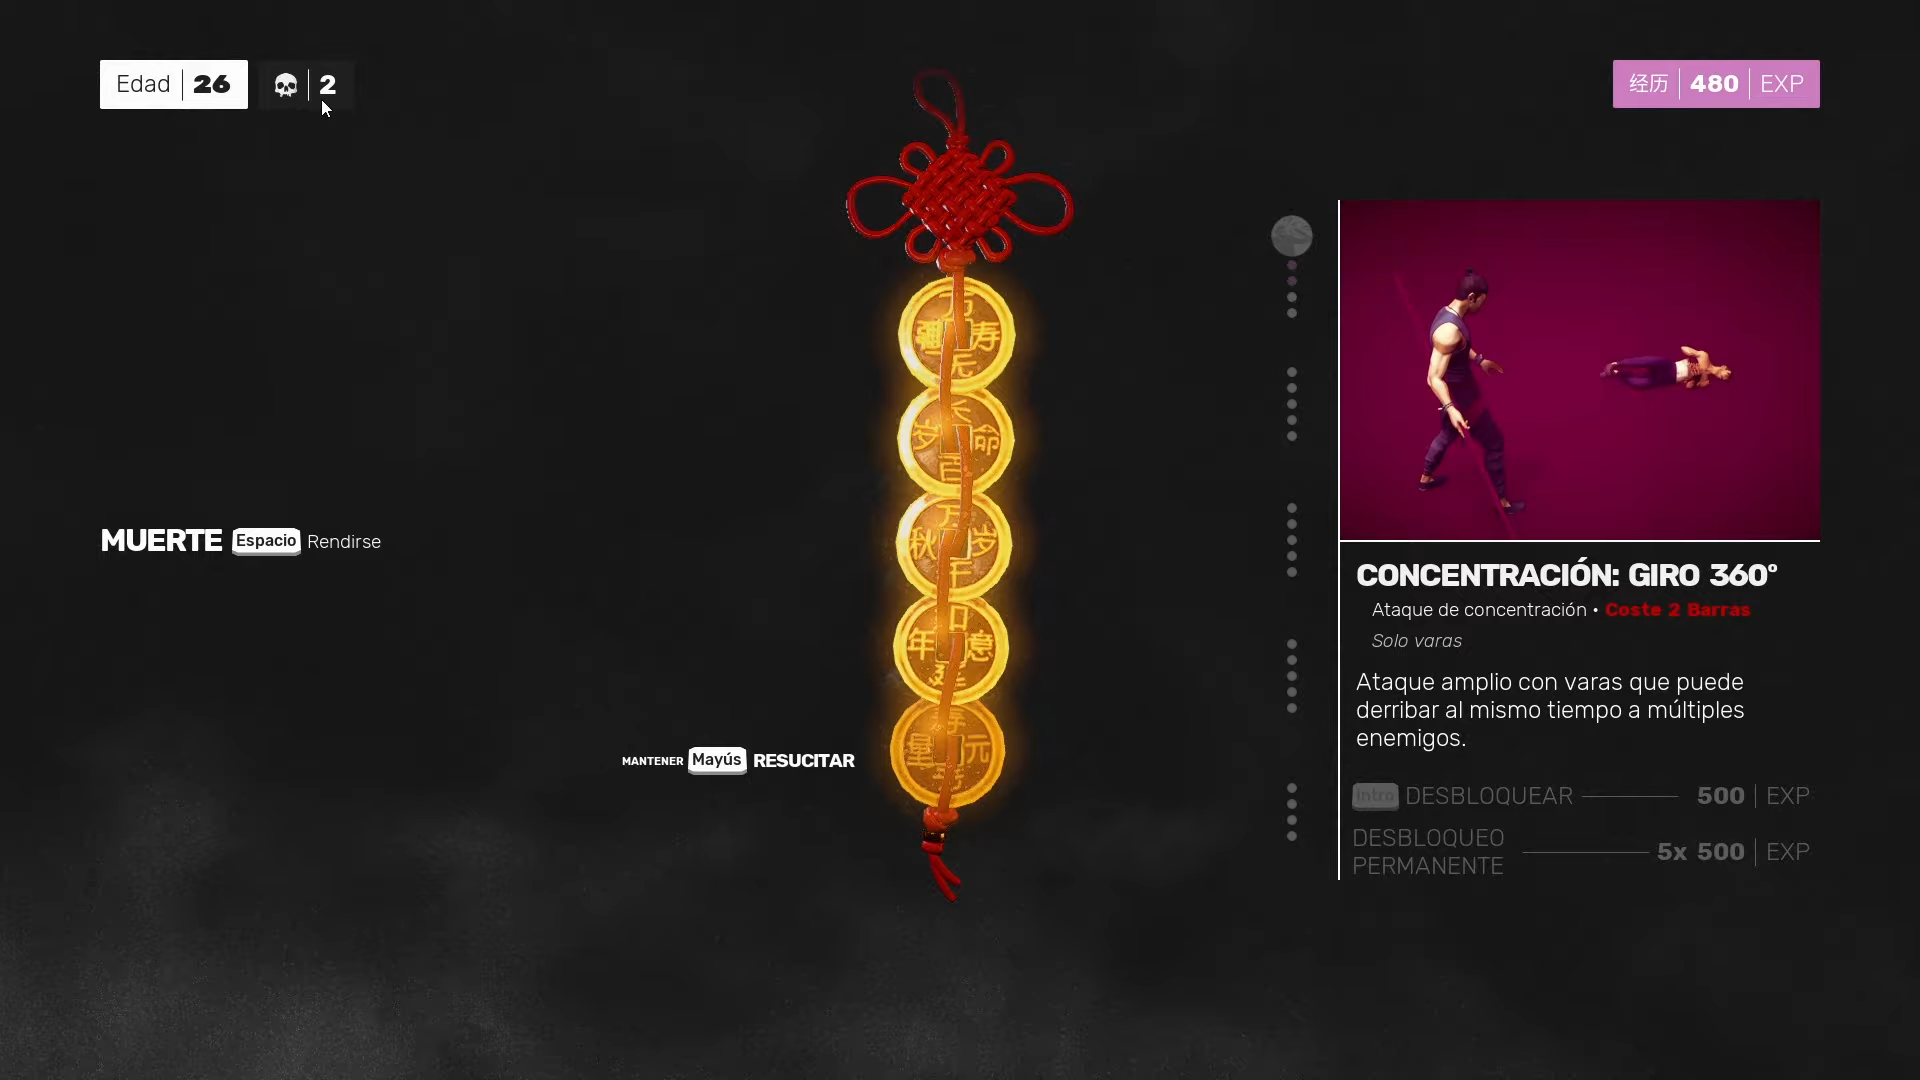 Edad 26 2
经历 480 EXP
MUERTE Espacio Rendirse
MANTENER Mayús RESUCITAR
CONCENTRACIÓN: GIRO 360º
Ataque de concentración • Coste 2 Barras
Solo varas
Ataque amplio con varas que puede
derribar al mismo tiempo a múltiples
enemigos.
Intro DESBLOQUEAR 500 EXP
DESBLOQUEO
PERMANENTE 5x 500 EXP